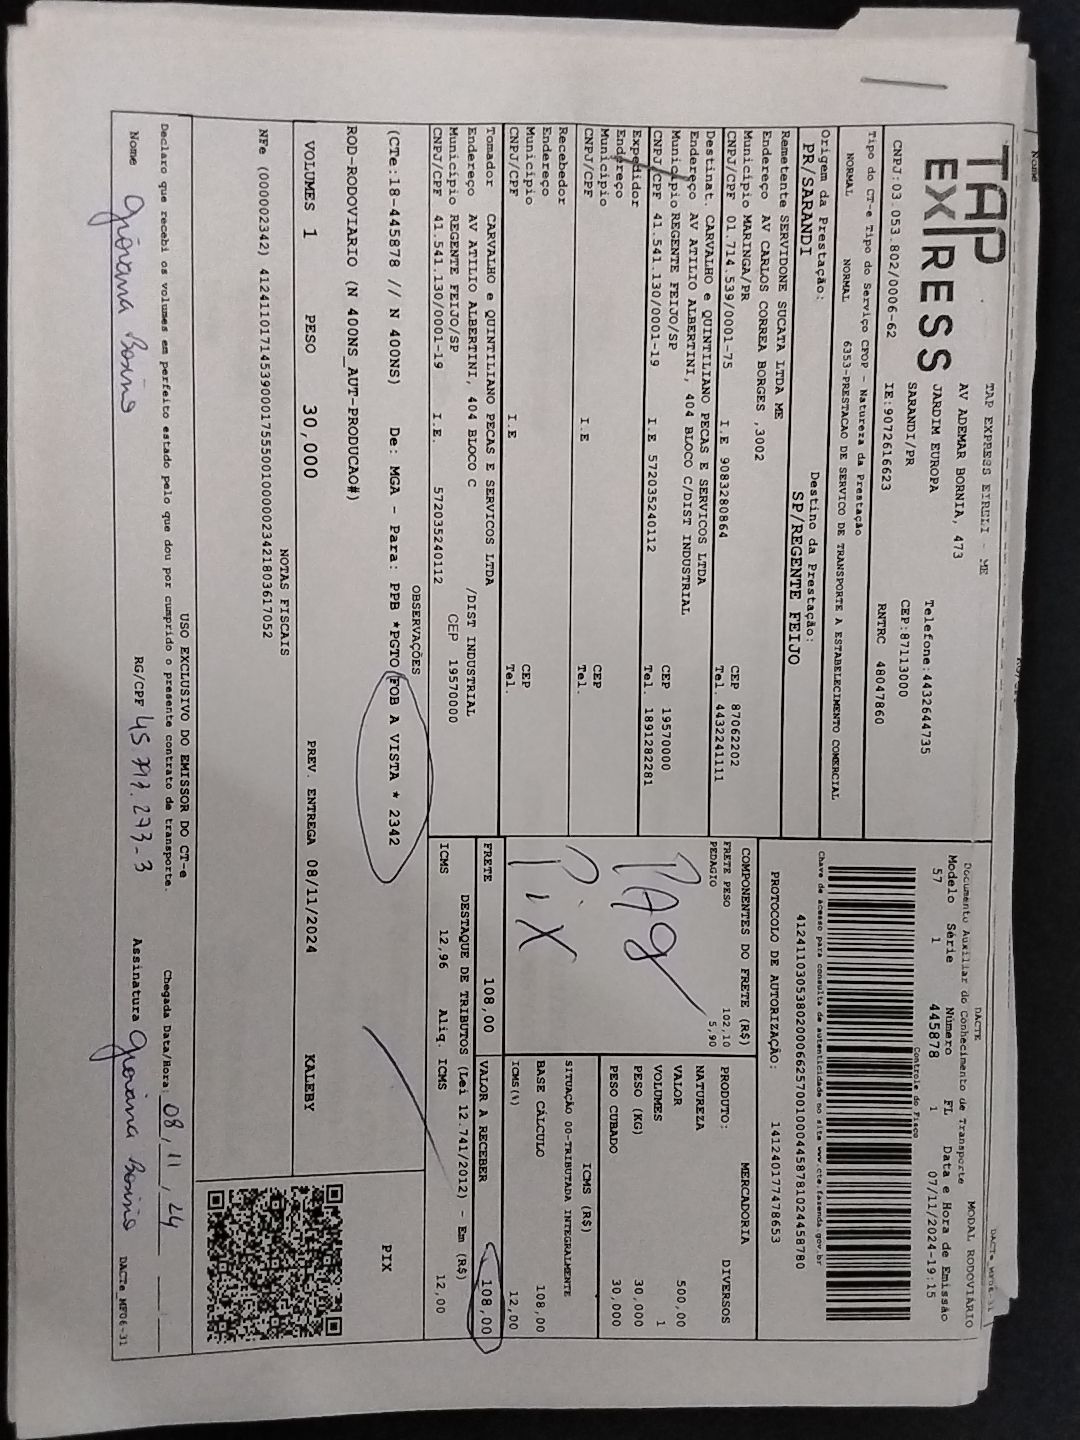 TAP
EXPRESS
TAP EXPRESS EIRELI - ME
AV ADEMAR BORNIA, 473
JARDIM EUROPA
SARANDI/PR
Telefone:4432644735
CEP:87113000
CNPJ:03.053.802/0006-62 IE:9072616623 RNTRC 48047860
DACTE MODAL RODOVIÁRIO
Documento Auxiliar do Conhecimento de Transporte
Modelo Série Número FL Data e Hora de Emissão
57 1 445878 1 07/11/2024-19:15
Controle do Fisco
Chave de acesso para consulta de autenticidade no site www.cte.fazenda.gov.br
41241103053802000662570010004458781024458780
PROTOCOLO DE AUTORIZAÇÃO: 141240177478653
Tipo do CT-e Tipo do Serviço CFOP - Natureza da Prestação
NORMAL NORMAL 6353-PRESTACAO DE SERVICO DE TRANSPORTE A ESTABELECIMENTO COMERCIAL
Origem da Prestação: Destino da Prestação:
PR/SARANDI SP/REGENTE FEIJO
Remetente SERVIDONE SUCATA LTDA ME
Endereço AV CARLOS CORREA BORGES ,3002
Município MARINGA/PR CEP 87062202
CNPJ/CPF 01.714.539/0001-75 I.E 9083280864 Tel. 4432241111
Destinat. CARVALHO e QUINTILIANO PECAS E SERVICOS LTDA
Endereço AV ATILIO ALBERTINI, 404 BLOCO C/DIST INDUSTRIAL
Município REGENTE FEIJO/SP CEP 19570000
CNPJ/CPF 41.541.130/0001-19 I.E 572035240112 Tel. 1891282281
Expedidor
Endereço
Município CEP
CNPJ/CPF I.E Tel.
Recebedor
Endereço
Município CEP
CNPJ/CPF I.E Tel.
Tomador CARVALHO e QUINTILIANO PECAS E SERVICOS LTDA
Endereço AV ATILIO ALBERTINI, 404 BLOCO C /DIST INDUSTRIAL
Município REGENTE FEIJO/SP CEP 19570000
CNPJ/CPF 41.541.130/0001-19 I.E. 572035240112
COMPONENTES DO FRETE (R$)
FRETE PESO 102,10
PEDAGIO 5,90
PAg
Pix
PRODUTO: MERCADORIA DIVERSOS
NATUREZA
VALOR 500,00
VOLUMES 1
PESO (KG) 30,000
PESO CUBADO 30,000
ICMS (R$)
SITUAÇÃO 00-TRIBUTADA INTEGRALMENTE
BASE CÁLCULO 108,00
ICMS(%) 12,00
FRETE 108,00 VALOR A RECEBER 108,00
DESTAQUE DE TRIBUTOS (Lei 12.741/2012) - Em (R$)
ICMS 12,96 Alíq. ICMS 12,00
OBSERVAÇÕES
(CTe:18-445878 // N 400NS) De: MGA - Para: PPB *PGTO FOB A VISTA * 2342
ROD-RODOVIARIO (N 400NS_AUT-PRODUCAO#)
PIX
VOLUMES 1 PESO 30,000 PREV. ENTREGA 08/11/2024 KALEBY
NOTAS FISCAIS
NFe (000002342) 41241101714539000175550010000023421803617052
USO EXCLUSIVO DO EMISSOR DO CT-e
Declaro que recebi os volumes em perfeito estado pelo que dou por cumprido o presente contrato de transporte. Chegada Data/Hora: 08/11/24
Nome RG/CPF Assinatura
DACTe_MF06-31